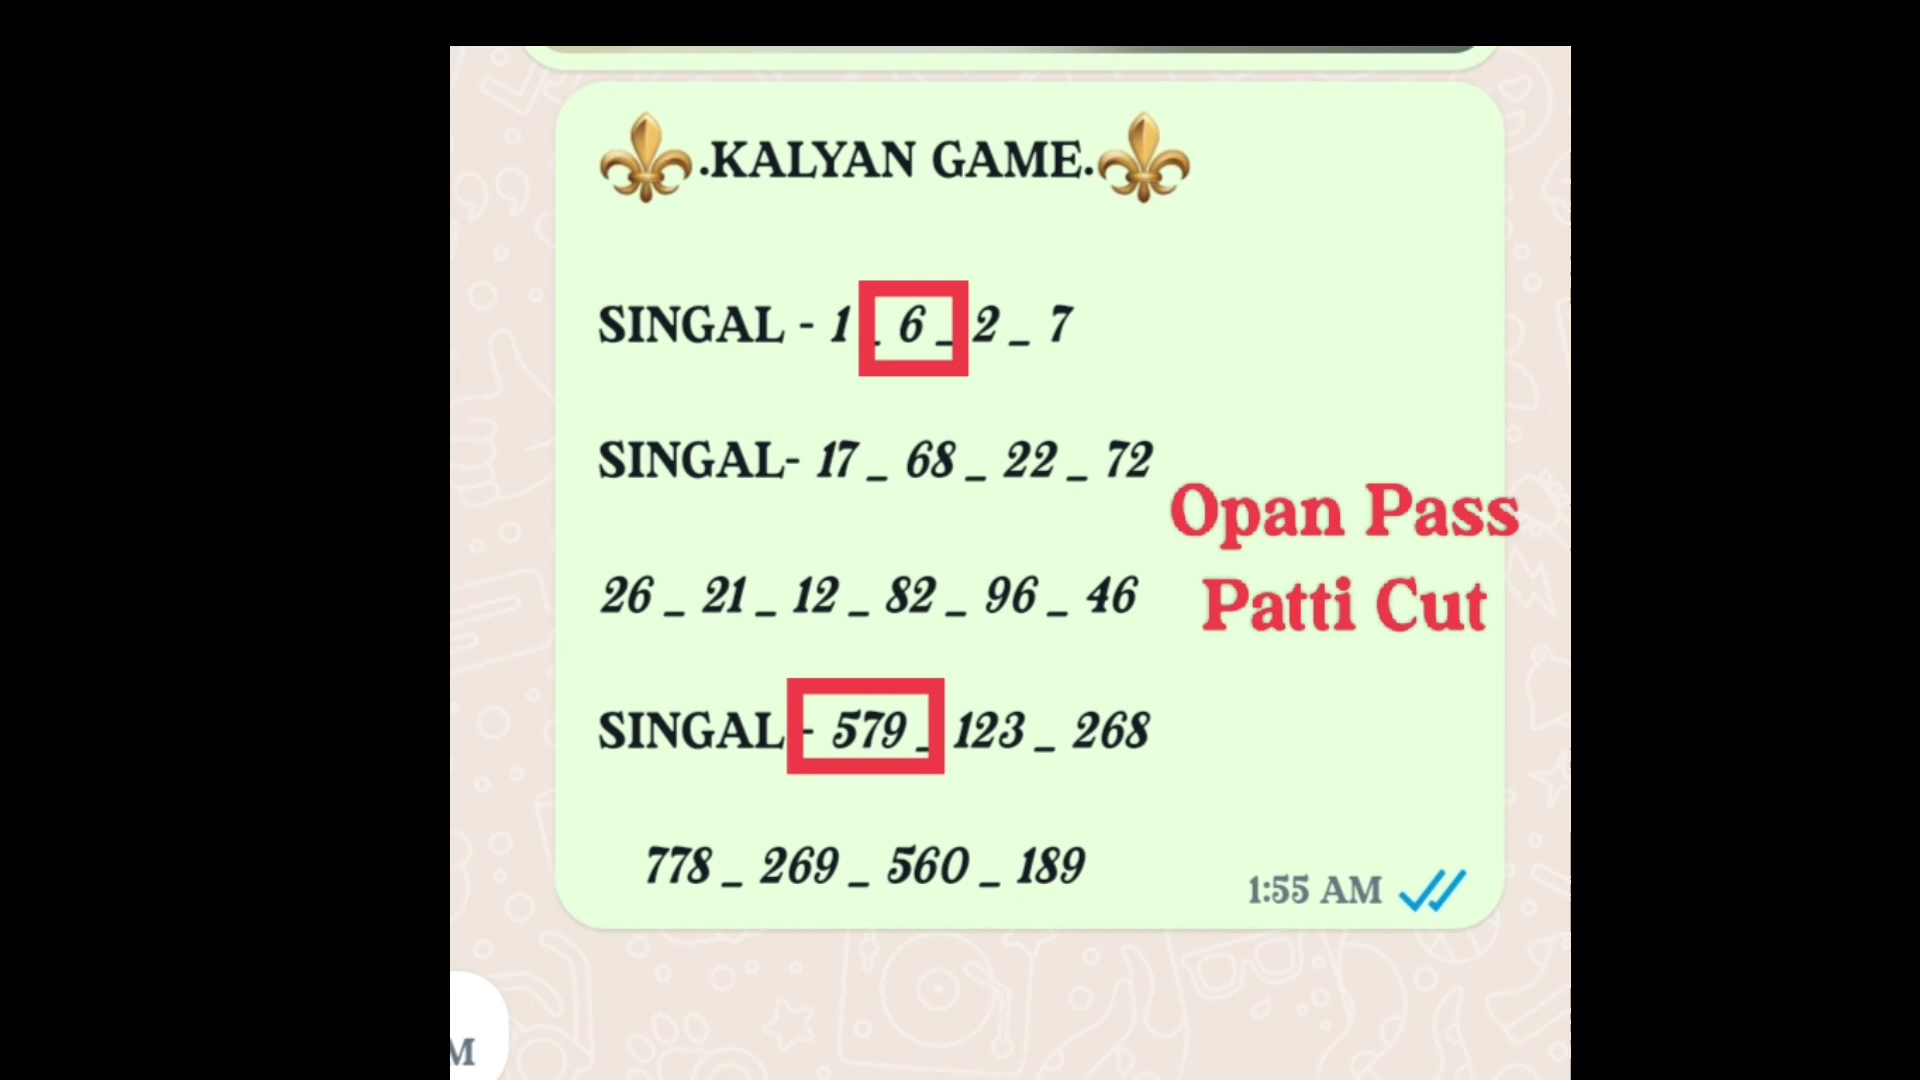 .KALYAN GAME.
SINGAL - 1 _ 6 _ 2 _ 7
SINGAL- 17 _ 68 _ 22 _ 72
Opan Pass
Patti Cut
26 _ 21 _ 12 _ 82 _ 96 _ 46
SINGAL - 579 _ 123 _ 268
778 _ 269 _ 560 _ 189
1:55 AM
M